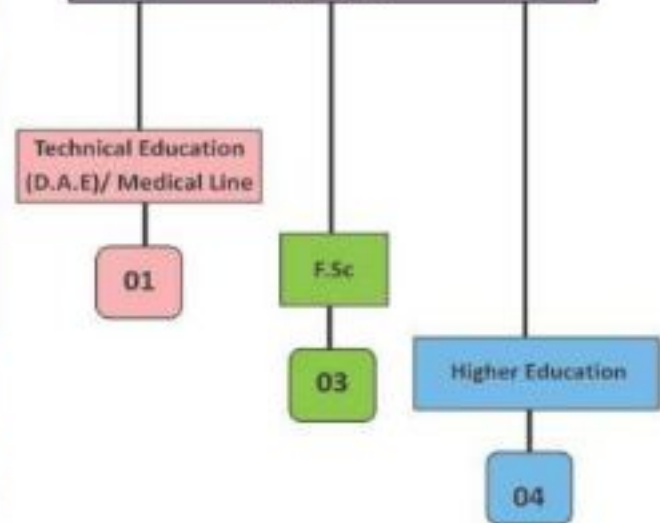 Technical Education
(D.A.E)/ Medical Line
01
F.Sc
03
Higher Education
04